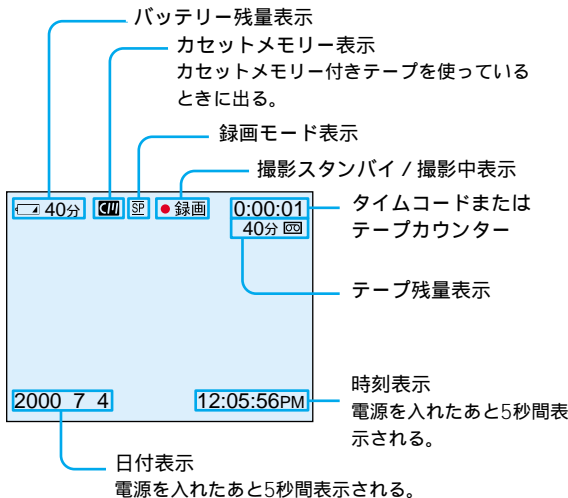 バッテリー残量表示
カセットメモリー表示
カセットメモリー付きテープを使っている
ときに出る。
録画モード表示
撮影スタンバイ / 撮影中表示
40分 CM SP ●録画 0:00:01
40分
タイムコードまたは
テープカウンター
テープ残量表示
2000 7 4 12:05:56PM
時刻表示
電源を入れたあと5秒間表
示される。
日付表示
電源を入れたあと5秒間表示される。